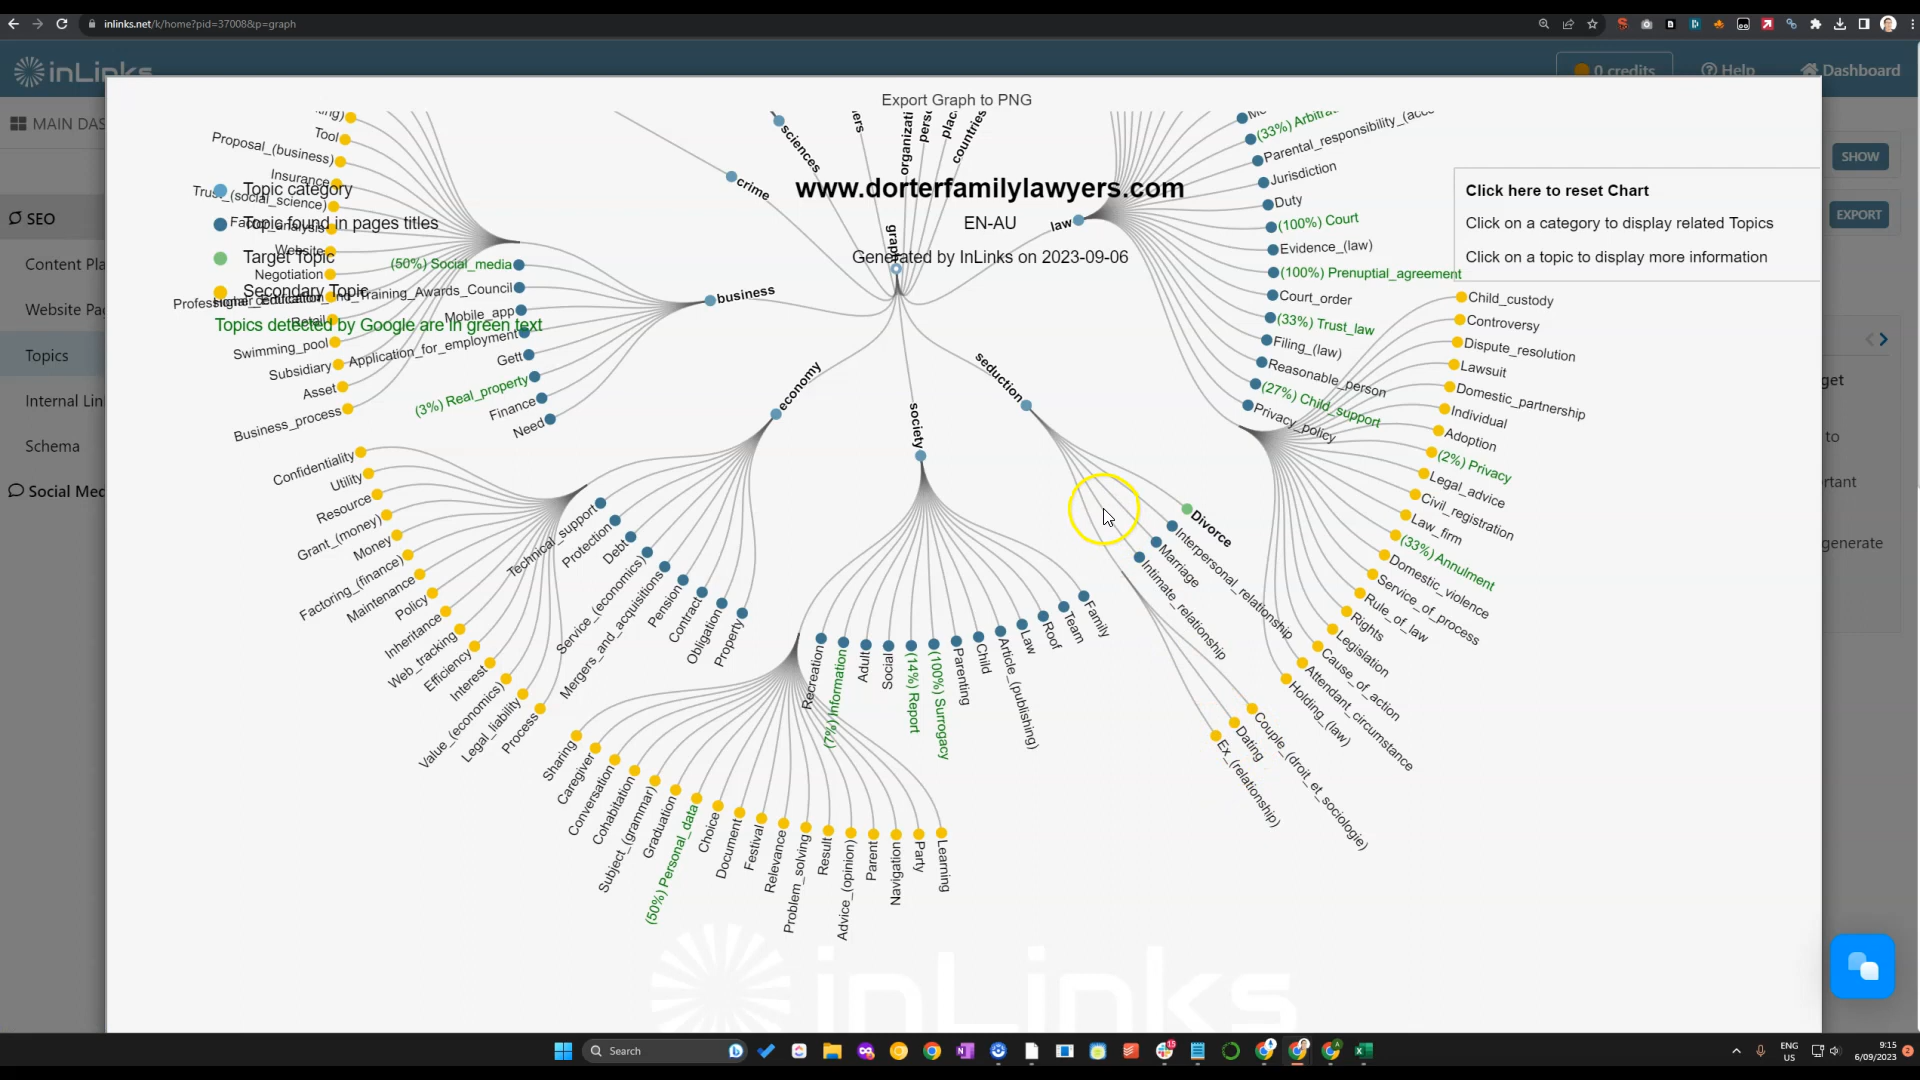 inlinks.net/k/home?pid=37008&p=graph
inLinks
0 credits
Help
Dashboard
MAIN DAS
SEO
Content Pla
Website Pa
Topics
Internal Lin
Schema
Social Med
SHOW
EXPORT
Export Graph to PNG
www.dorterfamilylawyers.com
EN-AU
Generated by InLinks on 2023-09-06
Click here to reset Chart
Click on a category to display related Topics
Click on a topic to display more information
Topic category
Topic found in pages titles
Target Topic
Secondary Topic
Topics detected by Google are in green text
Tool
Proposal_(business)
Insurance
Trust_(social_science)
Factor_analysis
Website
Negotiation
Retail
Swimming_pool
Subsidiary
Asset
Business_process
(50%) Social_media
Mobile_app
Application_for_employment
Gett
(3%) Real_property
Finance
Need
crime
sciences
countries
business
economy
society
seduction
law
Parental_responsibility_(acc
Jurisdiction
Duty
(100%) Court
Evidence_(law)
(100%) Prenuptial_agreement
Court_order
(33%) Trust_law
Filing_(law)
Reasonable_person
(27%) Child_support
Privacy_policy
Child_custody
Controversy
Dispute_resolution
Lawsuit
Domestic_partnership
Individual
Adoption
(2%) Privacy
Legal_advice
Civil_registration
Law_firm
(33%) Annulment
Domestic_violence
Service_of_process
Rule_of_law
Rights
Legislation
Cause_of_action
Attendant_circumstance
Holding_(law)
Divorce
Interpersonal_relationship
Marriage
Intimate_relationship
Couple_(droit_et_sociologie)
Dating
Ex_(relationship)
Confidentiality
Utility
Resource
Grant_(money)
Money
Factoring_(finance)
Maintenance
Policy
Inheritance
Web_tracking
Efficiency
Interest
Value_(economics)
Legal_liability
Process
Technical_support
Protection
Debt
Service_(economics)
Mergers_and_acquisitions
Pension
Contract
Obligation
Property
Recreation
(7%) Information
Adult
Social
(14%) Report
(100%) Surrogacy
Parenting
Child
Article_(publishing)
Law
Roof
Team
Family
Sharing
Caregiver
Conversation
Cohabitation
Subject_(grammar)
Graduation
(50%) Personal_data
Choice
Document
Festival
Relevance
Problem_solving
Result
Advice_(opinion)
Parent
Navigation
Party
Learning
inLinks
Search
ENG
US
9:15
6/09/2023